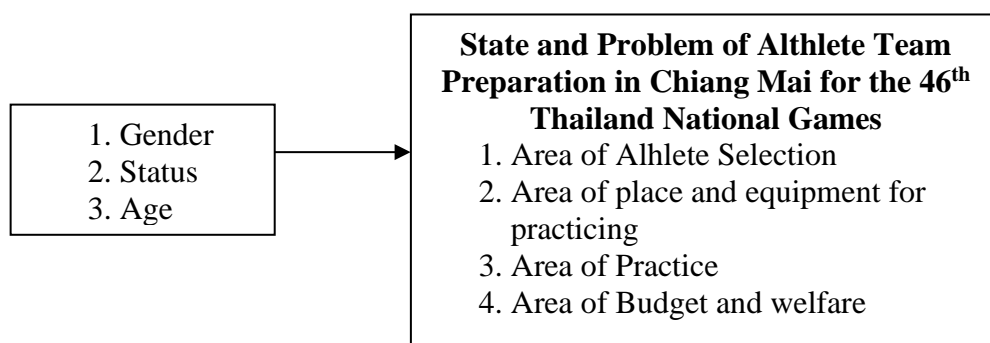 1. Gender
2. Status
3. Age
State and Problem of Althlete Team
Preparation in Chiang Mai for the 46th
Thailand National Games
1. Area of Alhlete Selection
2. Area of place and equipment for
practicing
3. Area of Practice
4. Area of Budget and welfare